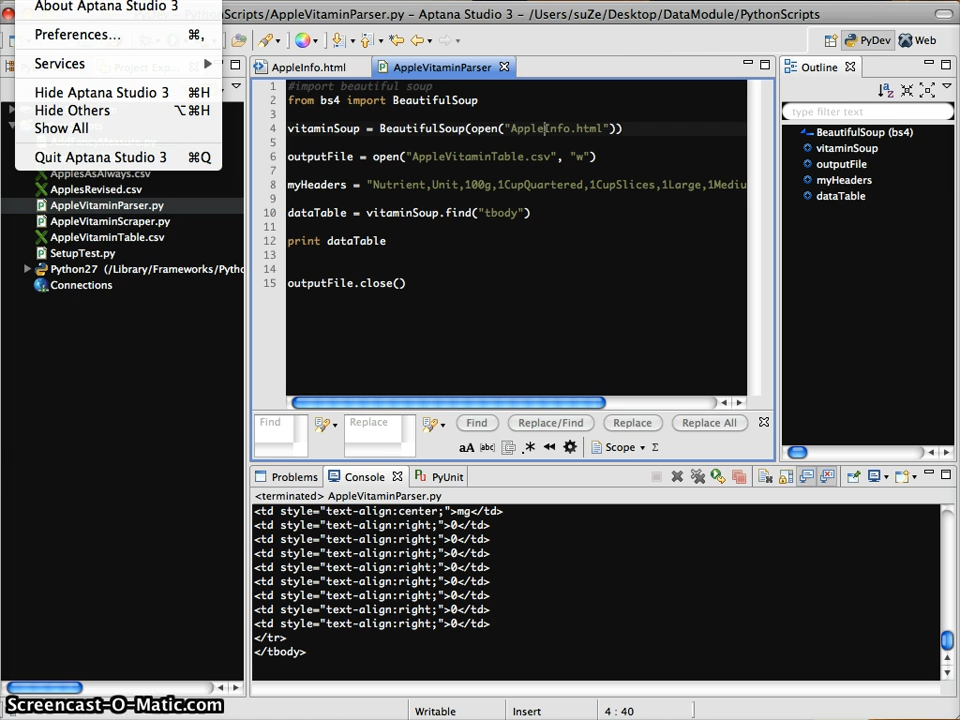 About Aptana Studio 3
Preferences... ⌘,
Services
Hide Aptana Studio 3 ⌘H
Hide Others ⌥⌘H
Show All
Quit Aptana Studio 3 ⌘Q
Scripts/AppleVitaminParser.py - Aptana Studio 3 - /Users/suZe/Desktop/DataModule/PythonScripts
PyDev
Web
ApplesAsAlways.csv
ApplesRevised.csv
AppleVitaminParser.py
AppleVitaminScraper.py
AppleVitaminTable.csv
SetupTest.py
Python27 (/Library/Frameworks/Pytho
Connections
AppleInfo.html
AppleVitaminParser
1 #import beautiful soup
2 from bs4 import BeautifulSoup
3
4 vitaminSoup = BeautifulSoup(open("AppleInfo.html"))
5
6 outputFile = open("AppleVitaminTable.csv", "w")
7
8 myHeaders = "Nutrient,Unit,100g,1CupQuartered,1CupSlices,1Large,1Mediu
9
10 dataTable = vitaminSoup.find("tbody")
11
12 print dataTable
13
14
15 outputFile.close()
Find
Replace
Find
Replace/Find
Replace
Replace All
aA
abc
.*
Scope
Σ
Outline
type filter text
BeautifulSoup (bs4)
vitaminSoup
outputFile
myHeaders
dataTable
Problems
Console
PyUnit
<terminated> AppleVitaminParser.py
<td style="text-align:center;">mg</td>
<td style="text-align:right;">0</td>
<td style="text-align:right;">0</td>
<td style="text-align:right;">0</td>
<td style="text-align:right;">0</td>
<td style="text-align:right;">0</td>
<td style="text-align:right;">0</td>
<td style="text-align:right;">0</td>
<td style="text-align:right;">0</td>
</tr>
</tbody>
Writable
Insert
4 : 40
Screencast-O-Matic.com